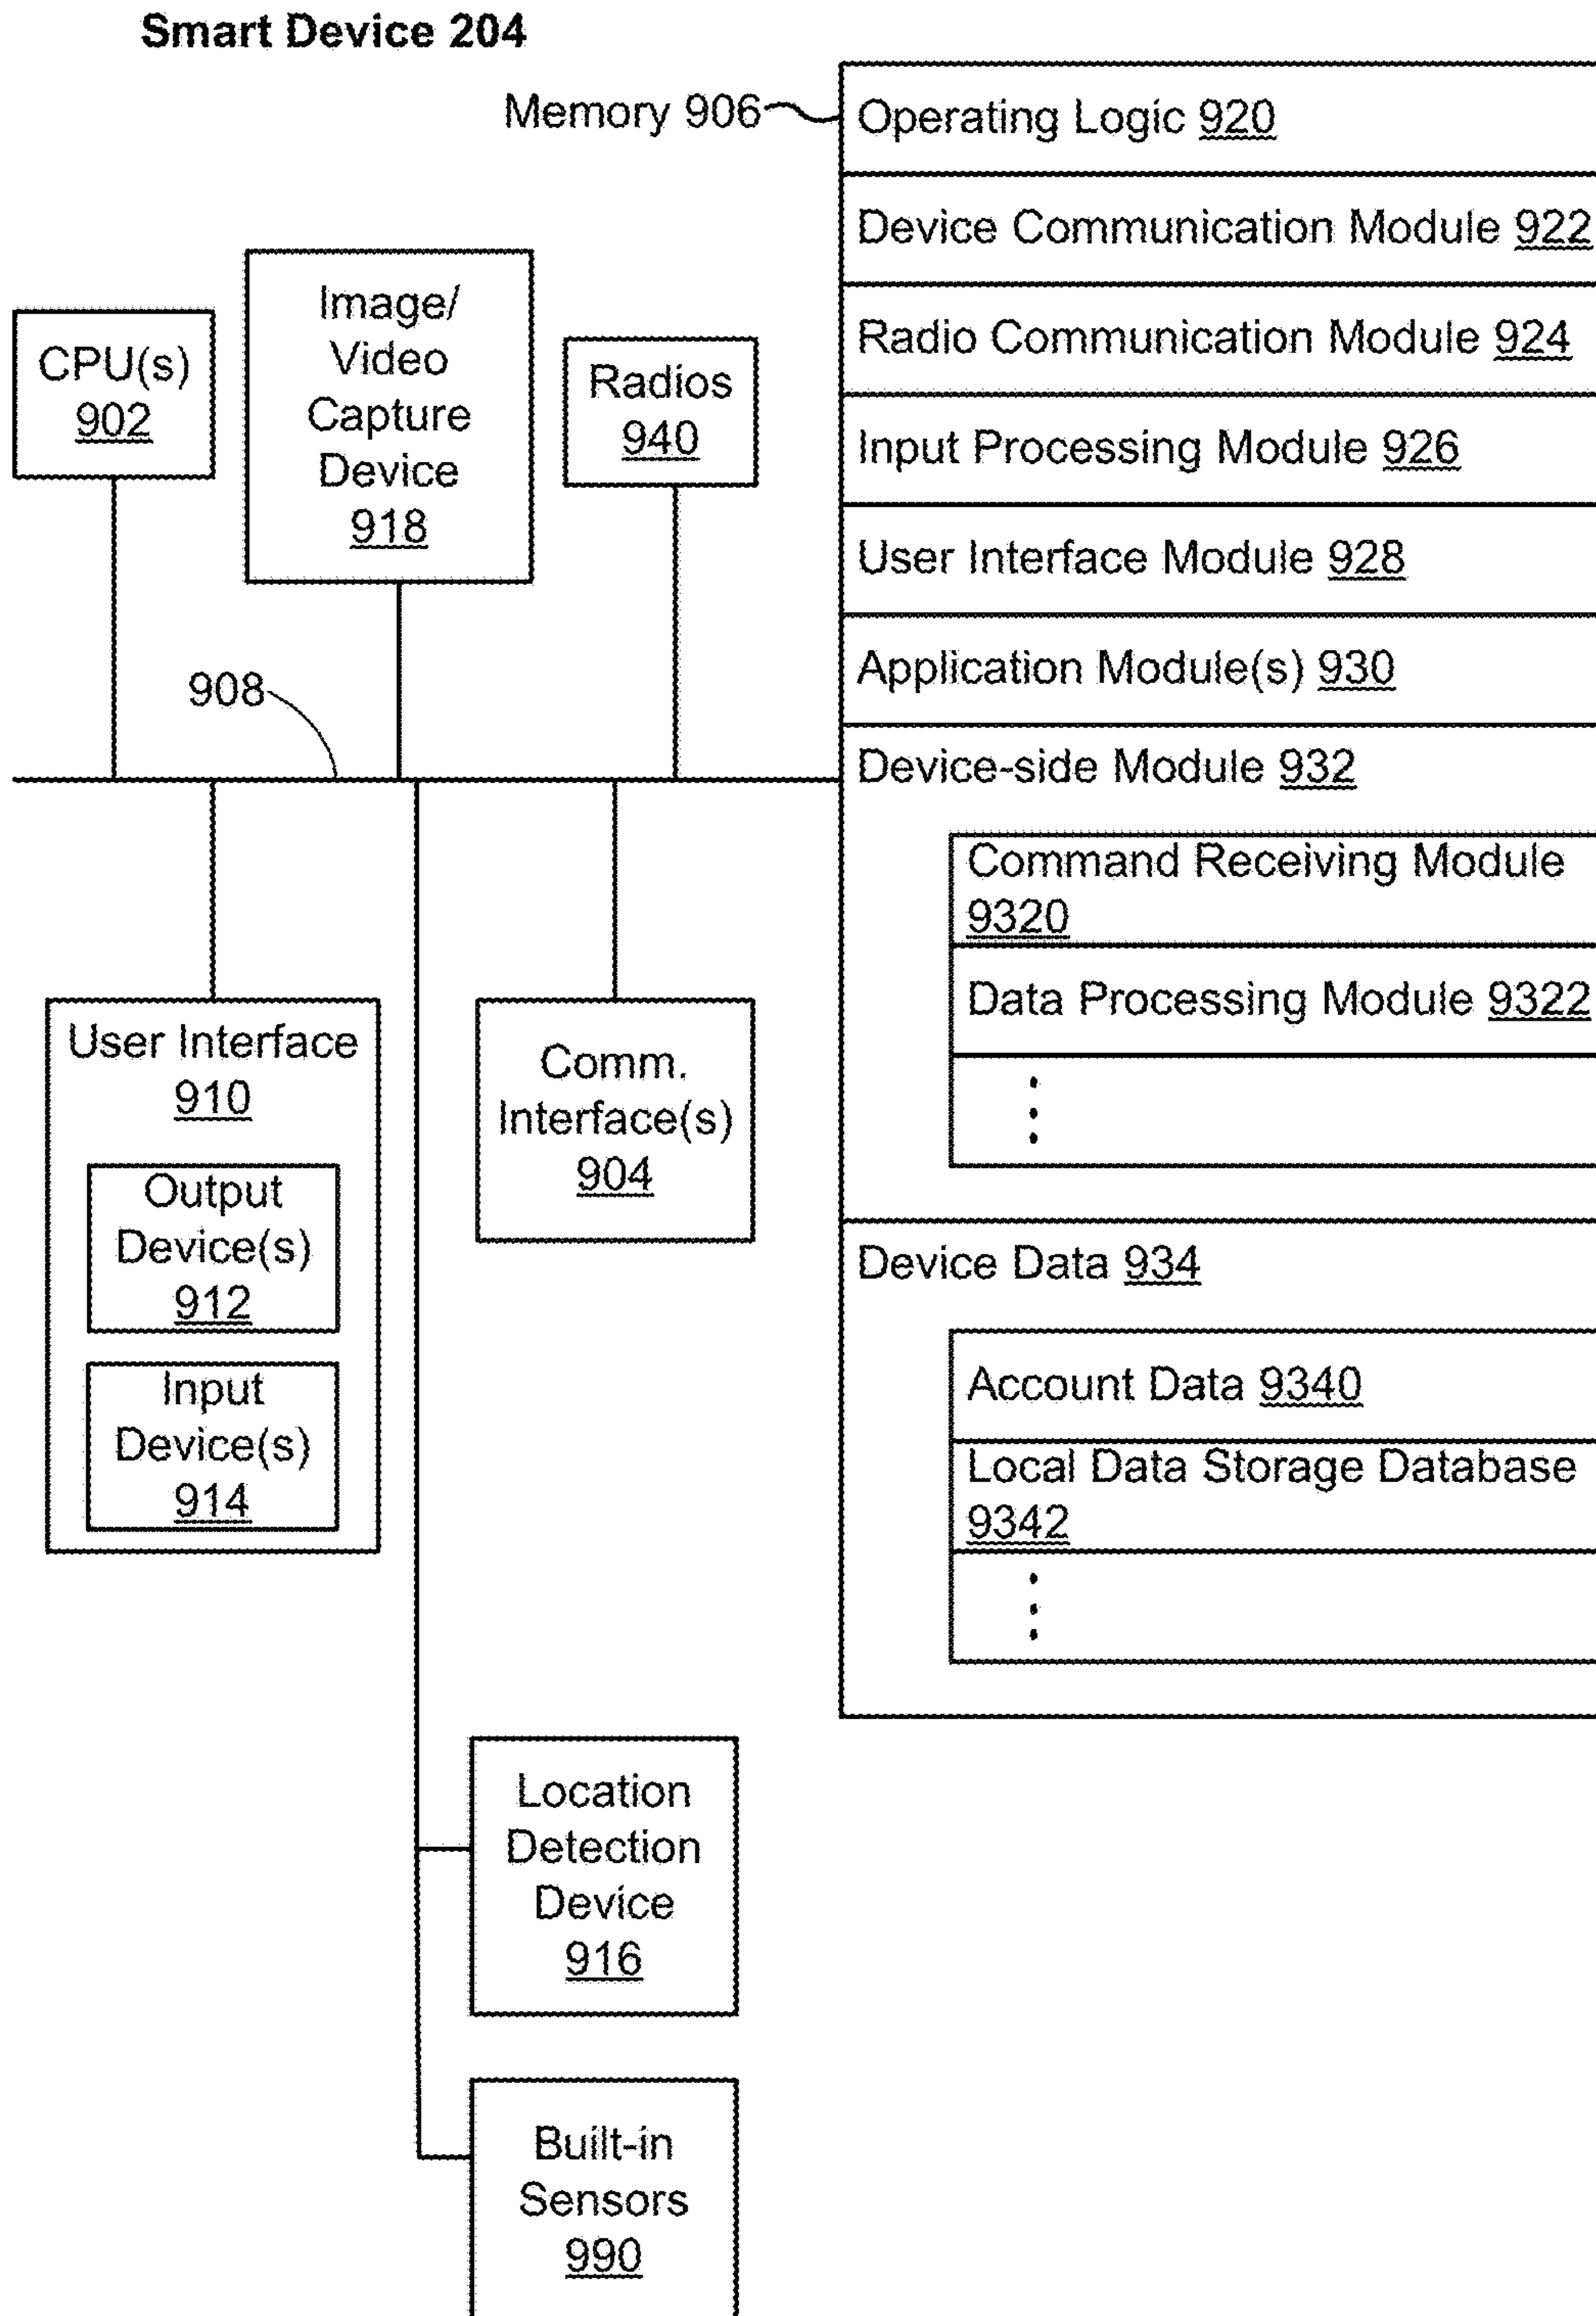 Smart Device 204
Memory 906
Operating Logic 920
Device Communication Module 922
Radio Communication Module 924
Input Processing Module 926
User Interface Module 928
Application Module(s) 930
Device-side Module 932
Command Receiving Module
9320
Data Processing Module 9322
Device Data 934
Account Data 9340
Local Data Storage Database
9342
CPU(s)
902
Image/
Video
Capture
Device
918
Radios
940
908
User Interface
910
Output
Device(s)
912
Input
Device(s)
914
Comm.
Interface(s)
904
Location
Detection
Device
916
Built-in
Sensors
990